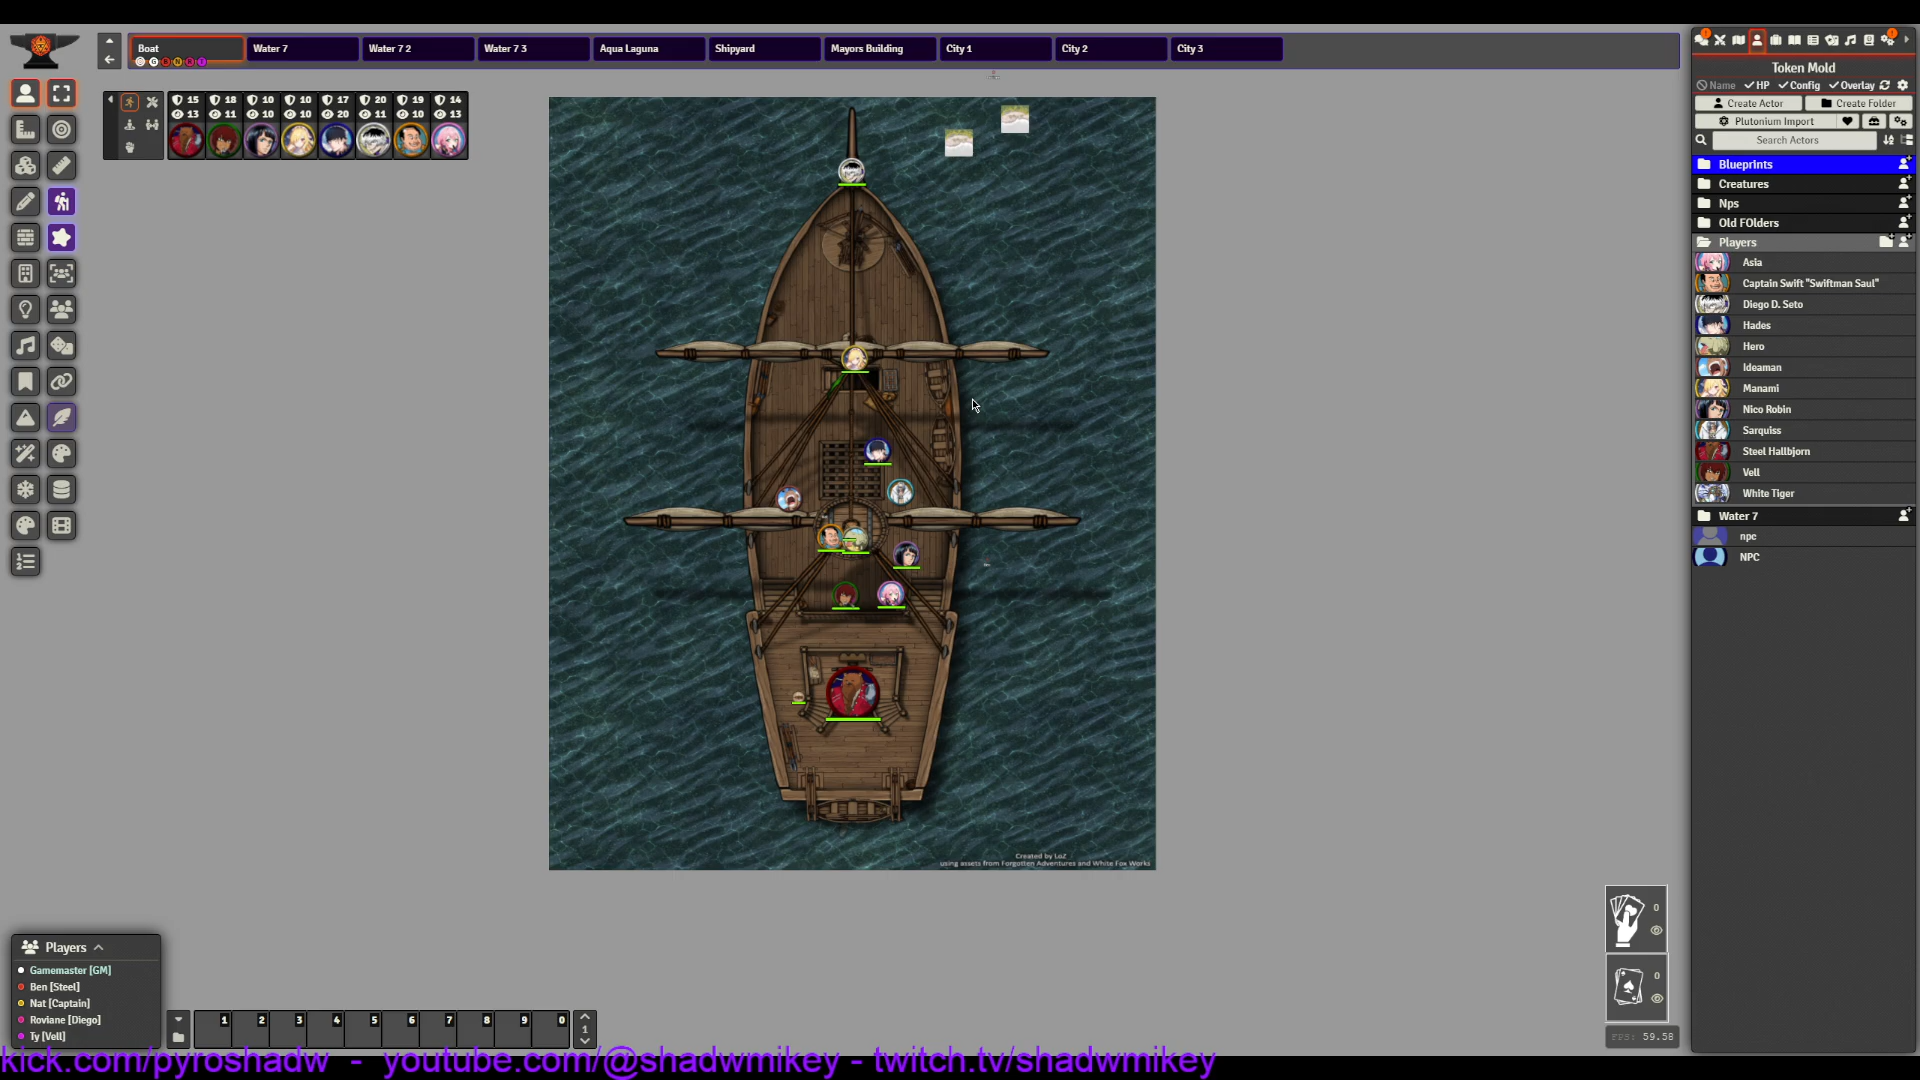 Boat
Water 7
Water 7 2
Water 7 3
Aqua Laguna
Shipyard
Mayors Building
City 1
City 2
City 3
15 18 10 10 17 20 19 14
13 11 10 10 20 11 10 13
Token Mold
Name HP Config Overlay
Create Actor
Create Folder
Plutonium Import
Search Actors
Blueprints
Creatures
Nps
Old FOlders
Players
Asia
Captain Swift "Swiftman Saul"
Diego D. Seto
Hades
Hero
Ideaman
Manami
Nico Robin
Sarquiss
Steel Hallbjorn
Vell
White Tiger
Water 7
npc
NPC
Created by LoZ
using assets from Forgotten Adventures and White Fox Works
0
0
FPS: 59.58
Players
Gamemaster [GM]
Ben [Steel]
Nat [Captain]
Roviane [Diego]
Ty [Vell]
1 2 3 4 5 6 7 8 9 0
1
kick.com/pyroshadw - youtube.com/@shadwmikey - twitch.tv/shadwmikey